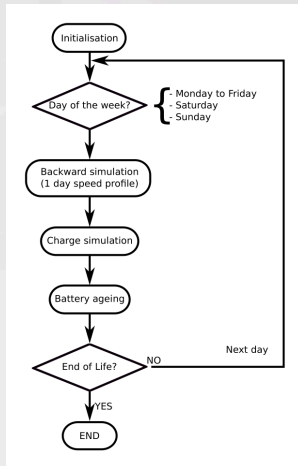 Initialisation
Day of the week?
- Monday to Friday
- Saturday
- Sunday
Backward simulation
(1 day speed profile)
Charge simulation
Battery ageing
End of Life?
NO
Next day
YES
END